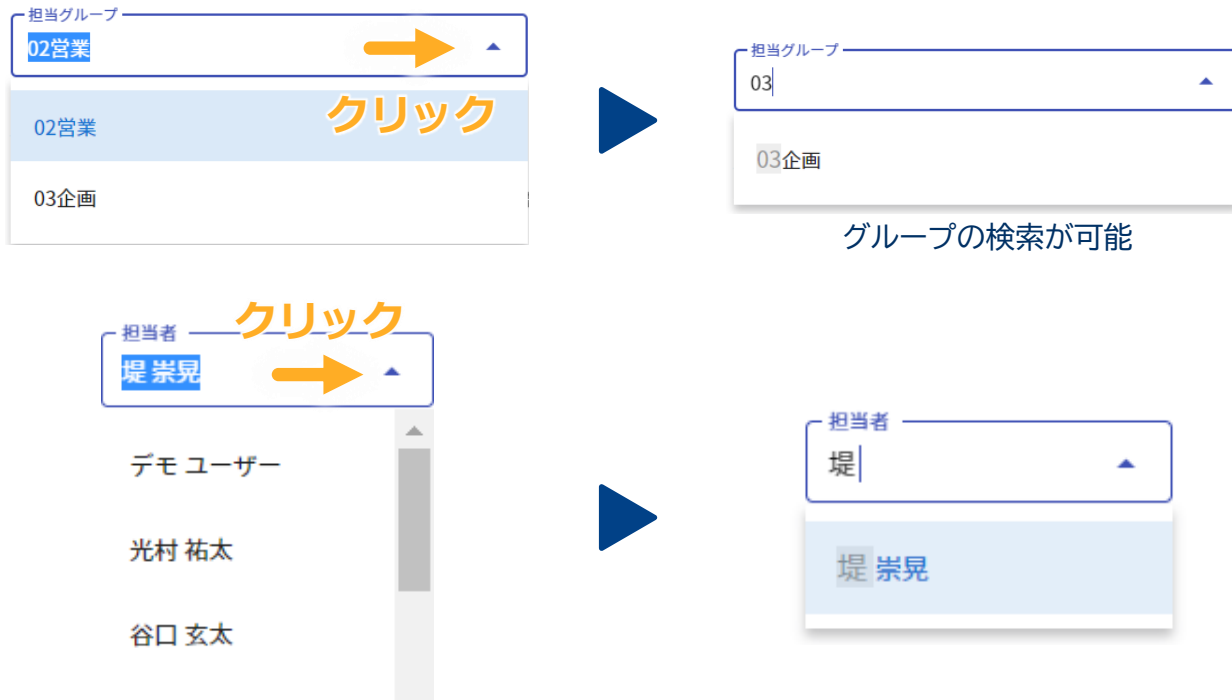 担当グループ
02営業
クリック
02営業
03企画
担当グループ
03
03企画
グループの検索が可能
クリック
担当者
堤 崇晃
デモ ユーザー
光村 祐太
谷口 玄太
担当者
堤
堤 崇晃